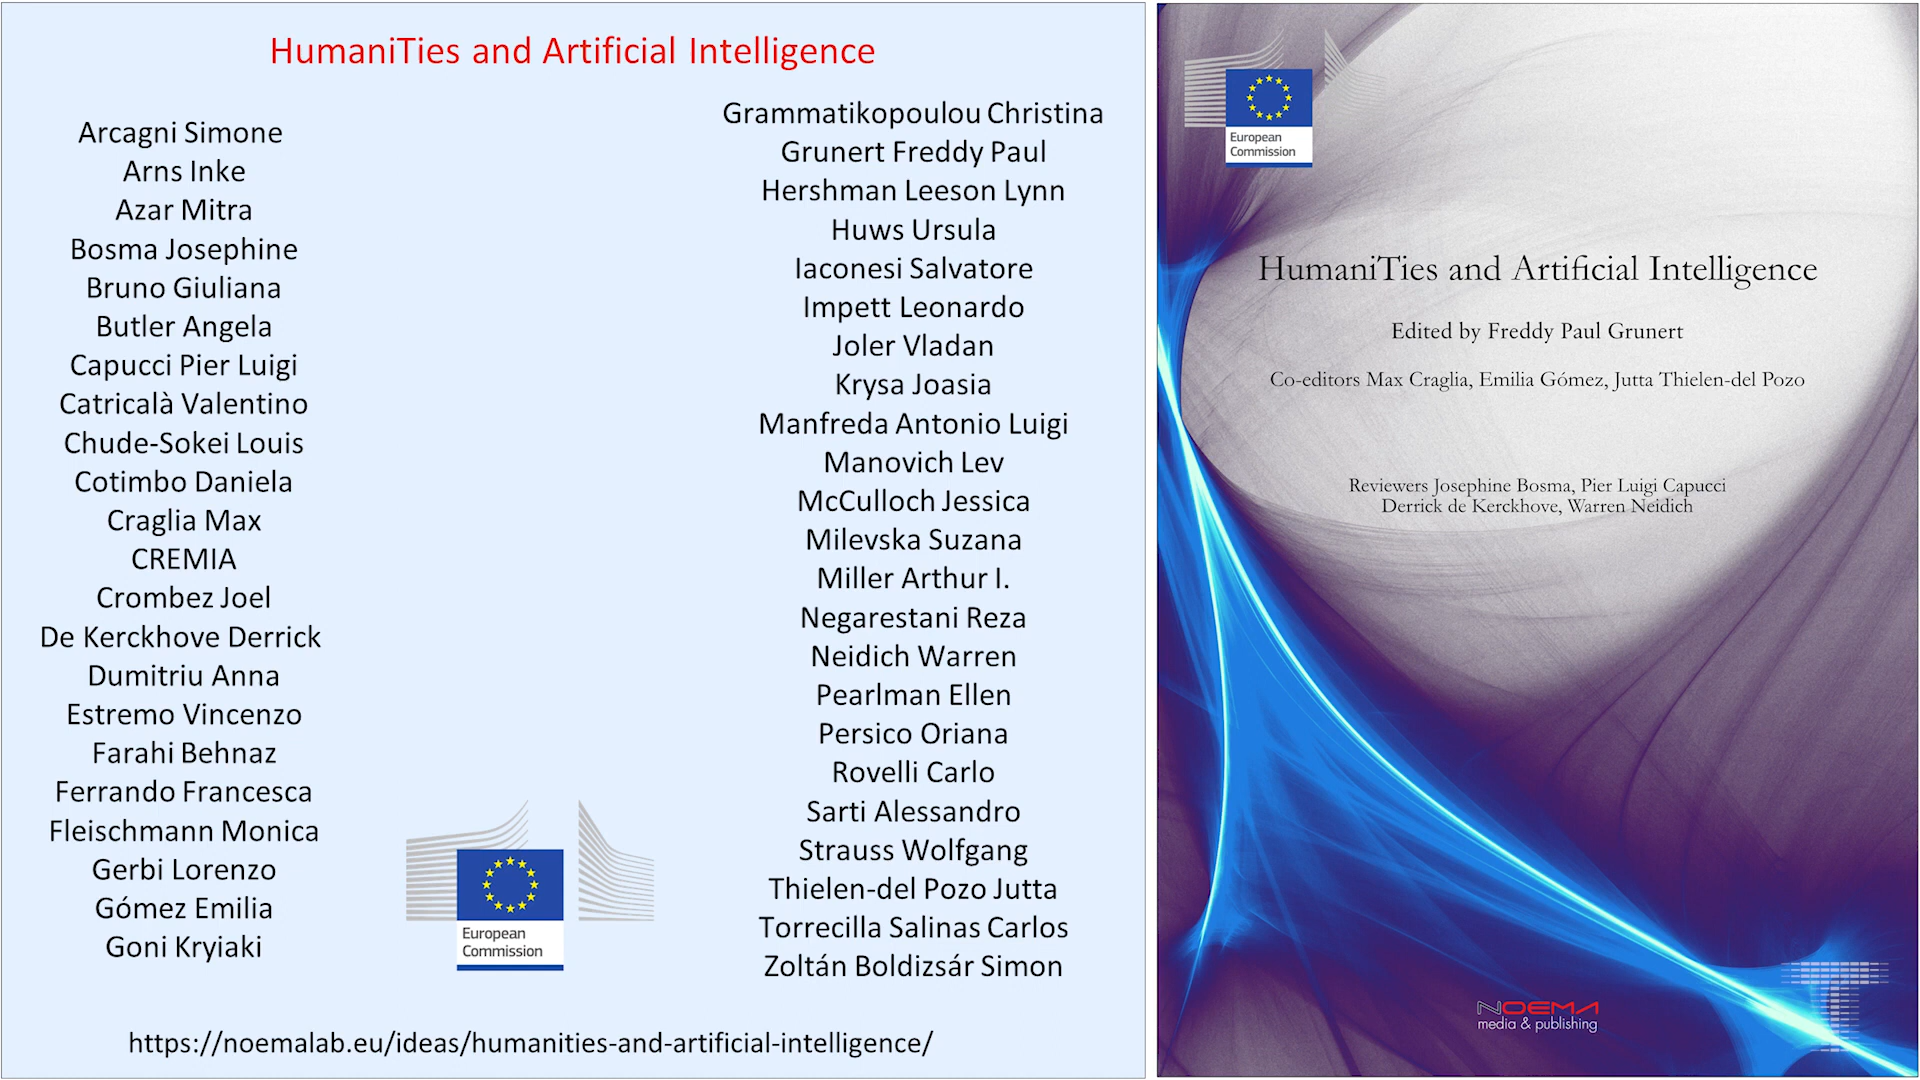 HumaniTies and Artificial Intelligence
Arcagni Simone
Arns Inke
Azar Mitra
Bosma Josephine
Bruno Giuliana
Butler Angela
Capucci Pier Luigi
Catricalà Valentino
Chude-Sokei Louis
Cotimbo Daniela
Craglia Max
CREMIA
Crombez Joel
De Kerckhove Derrick
Dumitriu Anna
Estremo Vincenzo
Farahi Behnaz
Ferrando Francesca
Fleischmann Monica
Gerbi Lorenzo
Gómez Emilia
Goni Kryiaki
Grammatikopoulou Christina
Grunert Freddy Paul
Hershman Leeson Lynn
Huws Ursula
Iaconesi Salvatore
Impett Leonardo
Joler Vladan
Krysa Joasia
Manfreda Antonio Luigi
Manovich Lev
McCulloch Jessica
Milevska Suzana
Miller Arthur I.
Negarestani Reza
Neidich Warren
Pearlman Ellen
Persico Oriana
Rovelli Carlo
Sarti Alessandro
Strauss Wolfgang
Thielen-del Pozo Jutta
Torrecilla Salinas Carlos
Zoltán Boldizsár Simon
European
Commission
https://noemalab.eu/ideas/humanities-and-artificial-intelligence/
European
Commission
HumaniTies and Artificial Intelligence
Edited by Freddy Paul Grunert
Co-editors Max Craglia, Emilia Gómez, Jutta Thielen-del Pozo
Reviewers Josephine Bosma, Pier Luigi Capucci
Derrick de Kerckhove, Warren Neidich
NOEMA
media & publishing